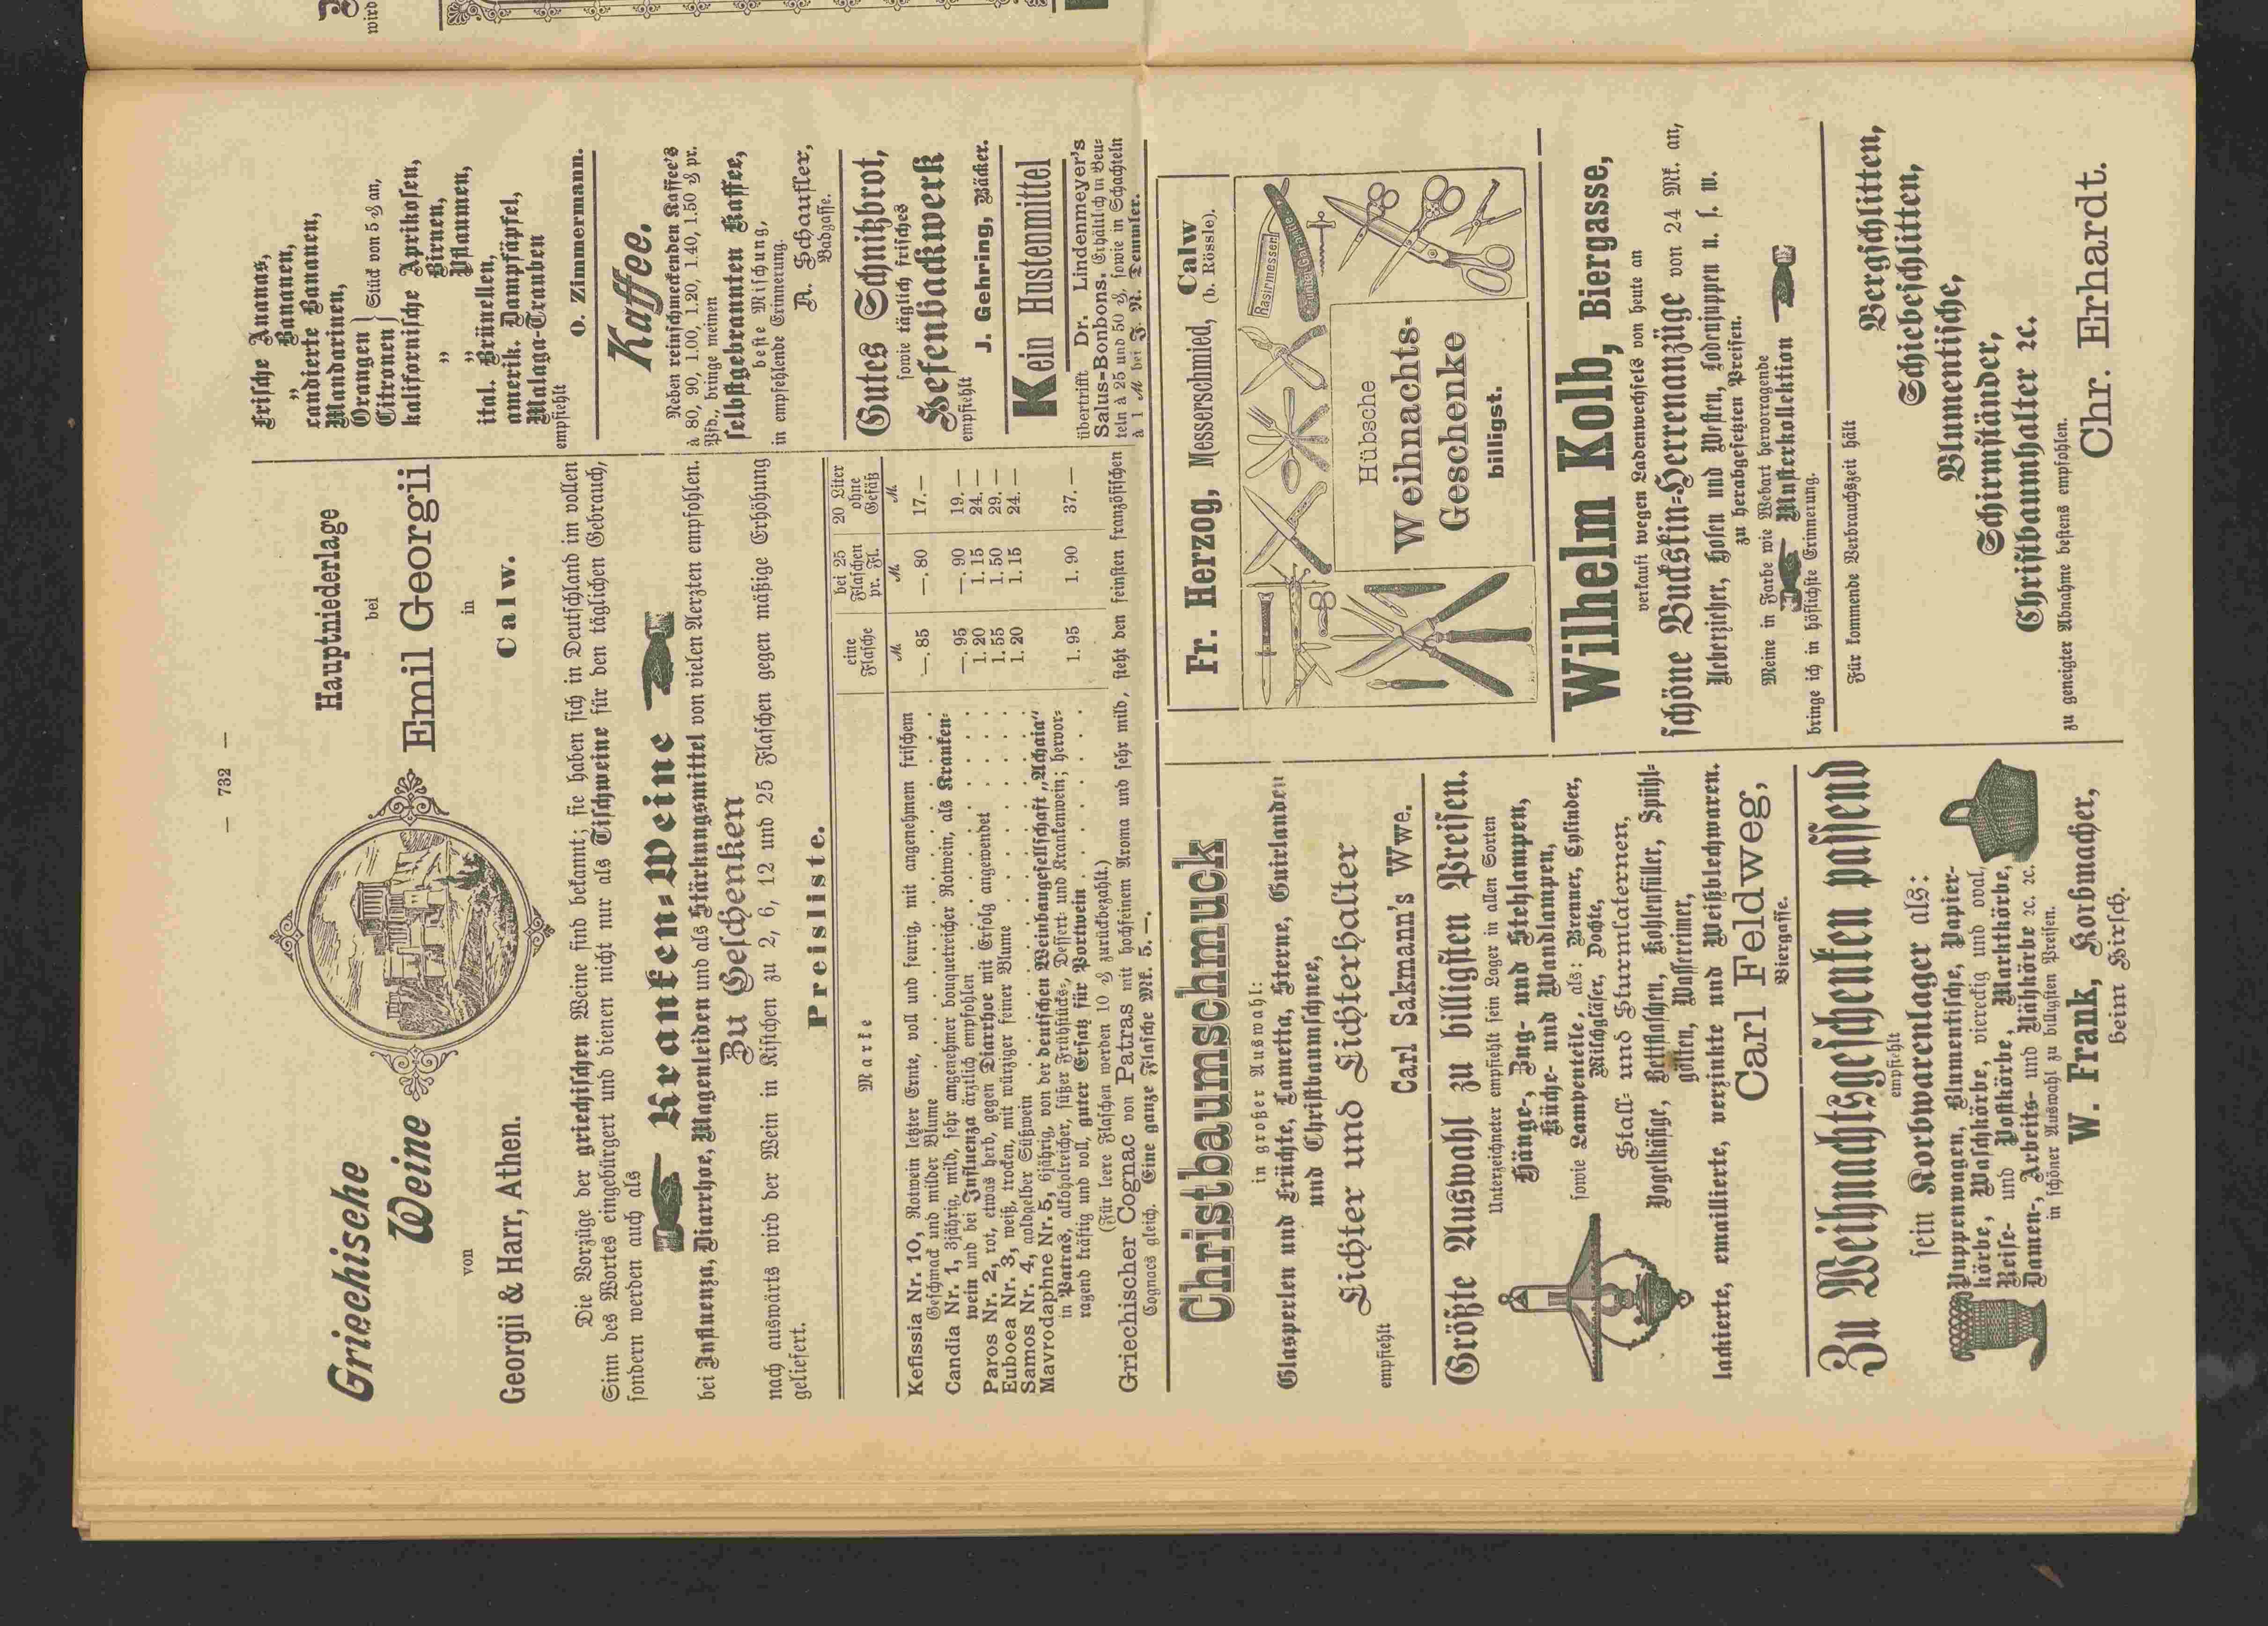 — 732 —
Griechische
Weine
von
Georgii & Harr, Athen.
Hauptniederlage
bei
Emil Georgii
in
Calw.
Die Vorzüge der griechischen Weine sind bekannt; sie haben sich in Deutschland im vollen
Sinn des Wortes eingebürgert und dienen nicht nur als Tischweine für den täglichen Gebrauch,
sondern werden auch als
Kranken-Weine
bei Influenza, Diarrhoe, Magenleiden und als Stärkungsmittel von vielen Aerzten empfohlen.
Zu Geschenken
nach auswärts wird der Wein in Kistchen zu 2, 6, 12 und 25 Flaschen gegen mäßige Erhöhung
geliefert.
Preisliste.
Marke | eine Flasche | bei 25 Flaschen pr. Fl. | 20 Liter ohne Gefäß
M. | M. | M.
Kefissia Nr. 10, Rotwein letzter Ernte, voll und feurig, mit angenehmem frischem
Geschmack und milder Blume . . . —.85 —.80 17.—
Candia Nr. 1, 3jährig, mild, sehr angenehmer bouquetreicher Rotwein, als Kranken-
wein und bei Influenza ärztlich empfohlen —.95 —.90 19.—
Paros Nr. 2, rot, etwas herb, gegen Diarrhoe mit Erfolg angewendet . . . 1.20 1.15 24.—
Euboea Nr. 3, weiß, trocken, mit würziger feiner Blume . . . 1.55 1.50 29.—
Samos Nr. 4, goldgelber Süßwein . . . 1.20 1.15 24.—
Mavrodaphne Nr. 5, 6jährig, von der deutschen Weinbaugesellschaft „Achaia“
in Patras, alkoholreicher, süßer Frühstücks-, Dessert- und Krankenwein; hervor-
ragend kräftig und voll, guter Ersatz für Portwein . . . 1.95 1.90 37.—
(Für leere Flaschen werden 10 ₰ zurückbezahlt.)
Griechischer Cognac von Patras mit hochfeinem Aroma und sehr mild, steht den feinsten französischen
Cognacs gleich. Eine ganze Flasche Mk. 5.—.
Frische Ananas,
„ Bananen,
candierte Bananen,
Mandarinen,
Orangen
Citronen } Stück von 5 ₰ an,
kalifornische Aprikosen,
„ Birnen,
„ Pflaumen,
ital. Brünellen,
amerik. Dampfäpfel,
Malaga-Trauben
empfiehlt
O. Zimmermann.
Kaffee.
Neben reinschmeckenden Kaffee's
à 80, 90, 1.00, 1.20, 1.40, 1.50 ₰ pr.
Pfd., bringe meinen
selbstgebrannten Kaffee,
beste Mischung,
in empfehlende Erinnerung.
A. Schaufler,
Badgasse.
Gutes Schnitzbrot,
sowie täglich frisches
Hefenbackwerk
empfiehlt
J. Gehring, Bäcker.
Kein Hustenmittel
übertrifft Dr. Lindenmeyer's
Salus-Bonbons. Erhältlich in Beu-
teln à 25 und 50 ₰, sowie in Schachteln
à 1 M bei J. N. Demmler.
Christbaumschmuck
in großer Auswahl:
Glasperlen und Früchte, Lametta, Sterne, Guirlanden
und Christbaumschnee,
Lichter und Lichterhalter
empfiehlt
Carl Sakmann's Wwe.
Größte Auswahl zu billigsten Preisen.
Unterzeichneter empfiehlt sein Lager in allen Sorten
Hänge-, Zug- und Stehlampen,
Küche- und Wandlampen,
sowie Lampenteile, als: Brenner, Cylinder,
Milchgläser, Dochte,
Stall- und Sturmlaternen,
Vogelkäfige, Bettflaschen, Kohlenfüller, Spühl-
gölten, Wassereimer,
lackierte, emaillierte, verzinkte und Weißblechwaren.
Carl Feldweg,
Biergasse.
Zu Weihnachtsgeschenken passend
empfiehlt
sein Korbwarenlager als:
Puppenwagen, Blumentische, Papier-
körbe, Waschkörbe, viereckig und oval,
Reise- und Postkörbe, Marktkörbe,
Damen-, Arbeits- und Nähkörbe ꝛc. ꝛc.
in schöner Auswahl zu billigsten Preisen.
W. Frank, Korbmacher,
beim Hirsch.
Fr. Herzog, Messerschmied, Calw
(b. Rössle).
Rasirmesser
Hübsche
Weihnachts-
Geschenke
billigst.
Wilhelm Kolb, Biergasse,
verkauft wegen Ladenwechsels von heute an
schöne Buckskin-Herrenanzüge von 24 Mk. an,
Ueberzieher, Hosen und Westen, Lodenjuppen u. s. w.
zu herabgesetzten Preisen.
Meine in Farbe wie Webart hervorragende
Musterkollektion
bringe ich in höflichste Erinnerung.
Für kommende Verbrauchszeit hält
Bergschlitten,
Schiebeschlitten,
Blumentische,
Schirmständer,
Christbaumhalter ꝛc.
zu geneigter Abnahme bestens empfohlen.
Chr. Erhardt.
wird